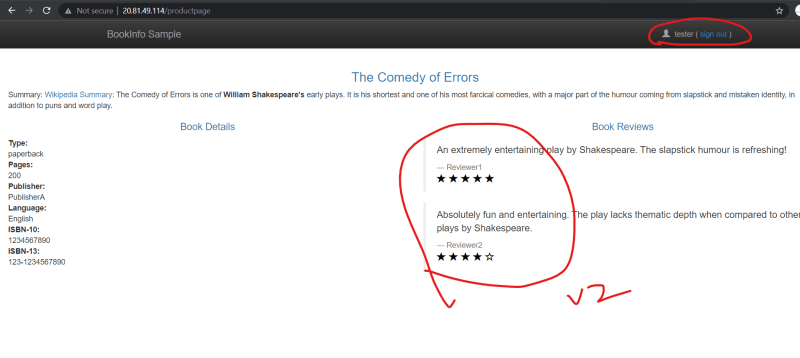 Not secure | 20.81.49.114/productpage
BookInfo Sample
tester ( sign out )
The Comedy of Errors
Summary: Wikipedia Summary: The Comedy of Errors is one of William Shakespeare's early plays. It is his shortest and one of his most farcical comedies, with a major part of the humour coming from slapstick and mistaken identity, in
addition to puns and word play.
Book Details
Type:
paperback
Pages:
200
Publisher:
PublisherA
Language:
English
ISBN-10:
1234567890
ISBN-13:
123-1234567890
Book Reviews
An extremely entertaining play by Shakespeare. The slapstick humour is refreshing!
— Reviewer1
★★★★★
Absolutely fun and entertaining. The play lacks thematic depth when compared to other
plays by Shakespeare.
— Reviewer2
★★★★☆
v
v2